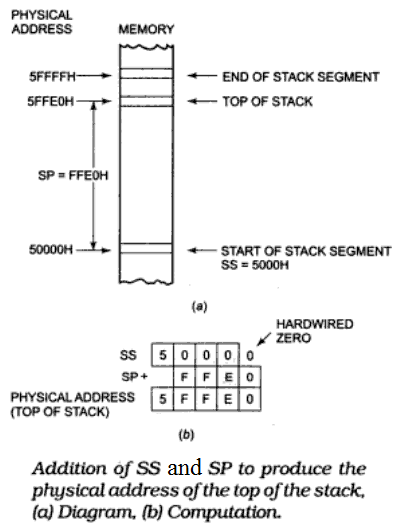 PHYSICAL
ADDRESS
MEMORY
5FFFFH
END OF STACK SEGMENT
5FFE0H
TOP OF STACK
SP = FFE0H
50000H
START OF STACK SEGMENT
SS = 5000H
(a)
HARDWIRED
ZERO
SS 5 0 0 0 0
SP + F F E 0
PHYSICAL ADDRESS 5 F F E 0
(TOP OF STACK)
(b)
Addition of SS and SP to produce the
physical address of the top of the stack,
(a) Diagram, (b) Computation.